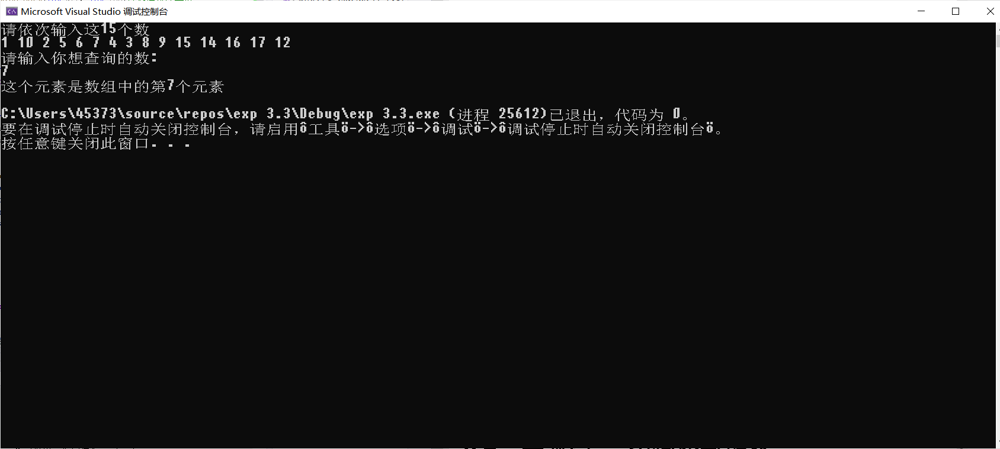 Microsoft Visual Studio 调试控制台
请依次输入这15个数
1 10 2 5 6 7 4 3 8 9 15 14 16 17 12
请输入你想查询的数:
7
这个元素是数组中的第7个元素
C:\Users\45373\source\repos\exp 3.3\Debug\exp 3.3.exe (进程 25612)已退出，代码为 0。
要在调试停止时自动关闭控制台，请启用ô工具ö->ô选项ö->ô调试ö->ô调试停止时自动关闭控制台ö。
按任意键关闭此窗口. . .